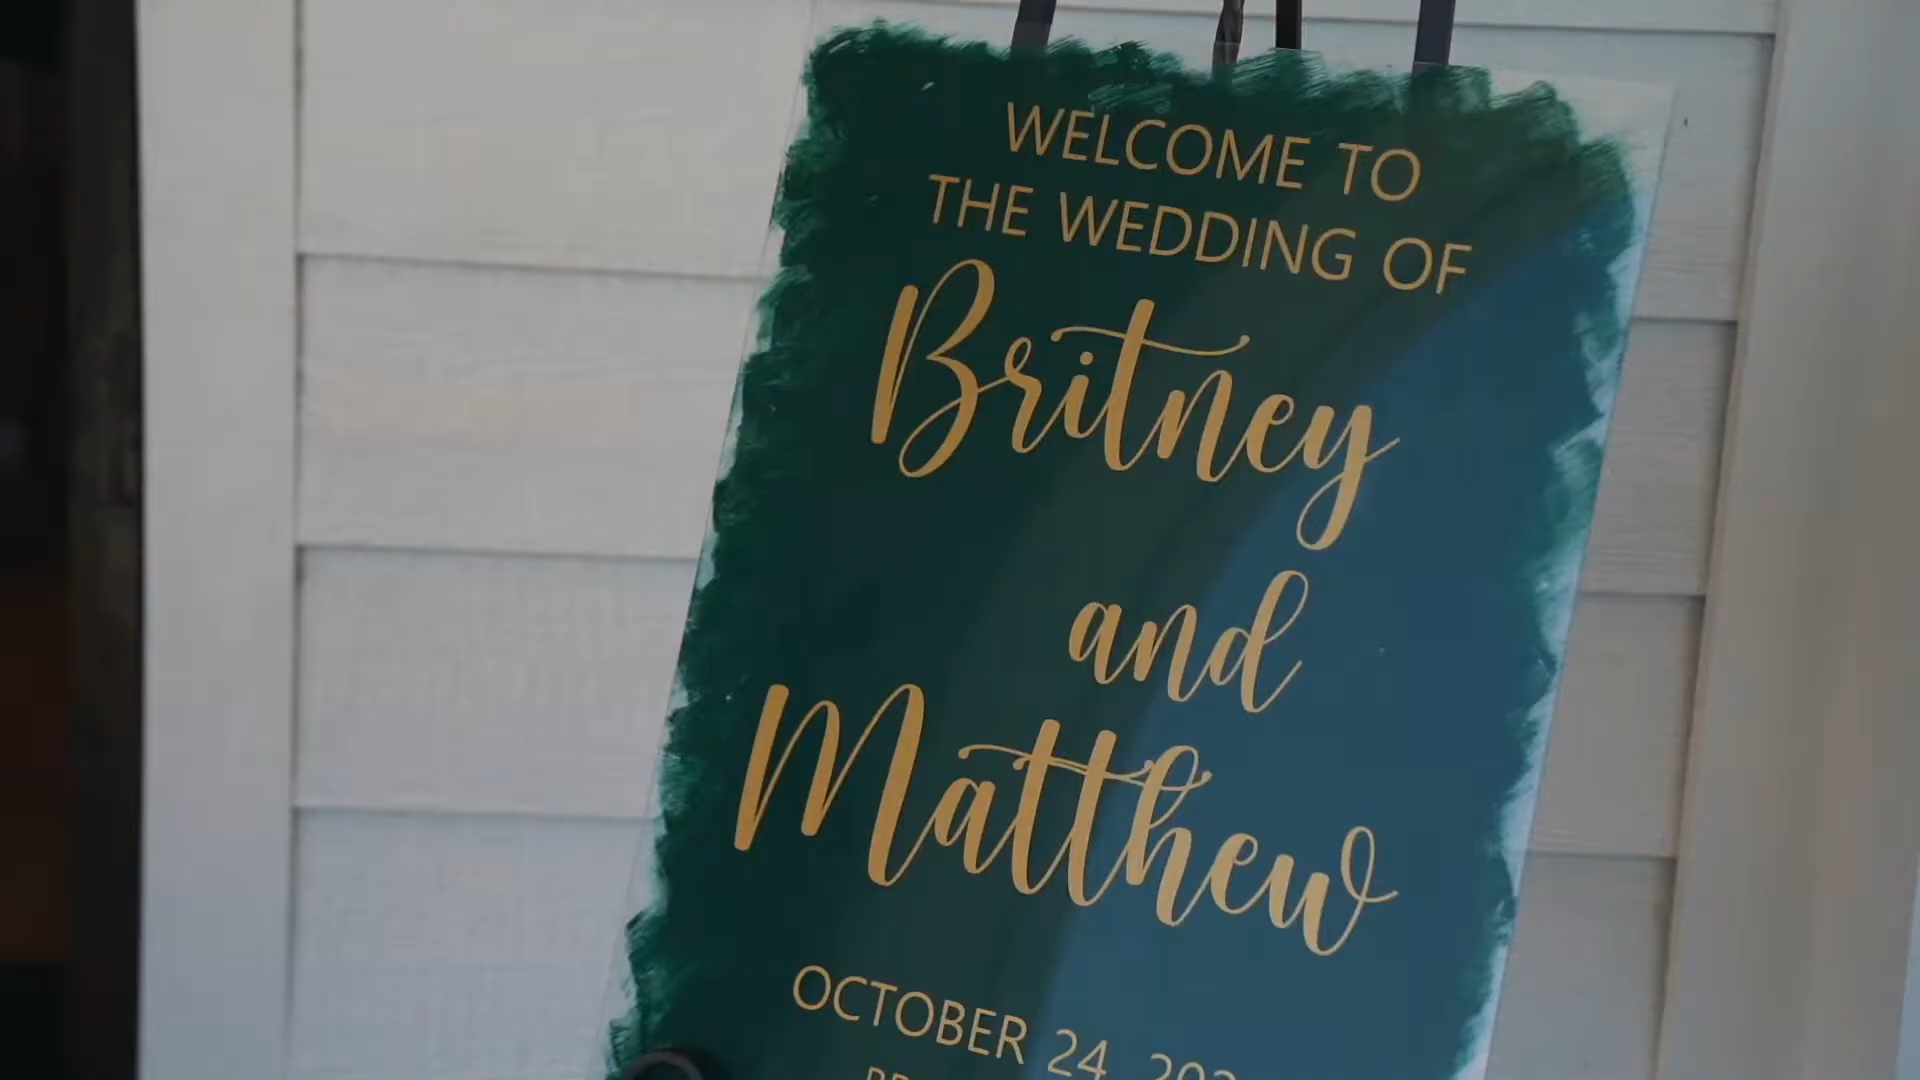 WELCOME TO
THE WEDDING OF
Britney
and
Matthew
OCTOBER 24,